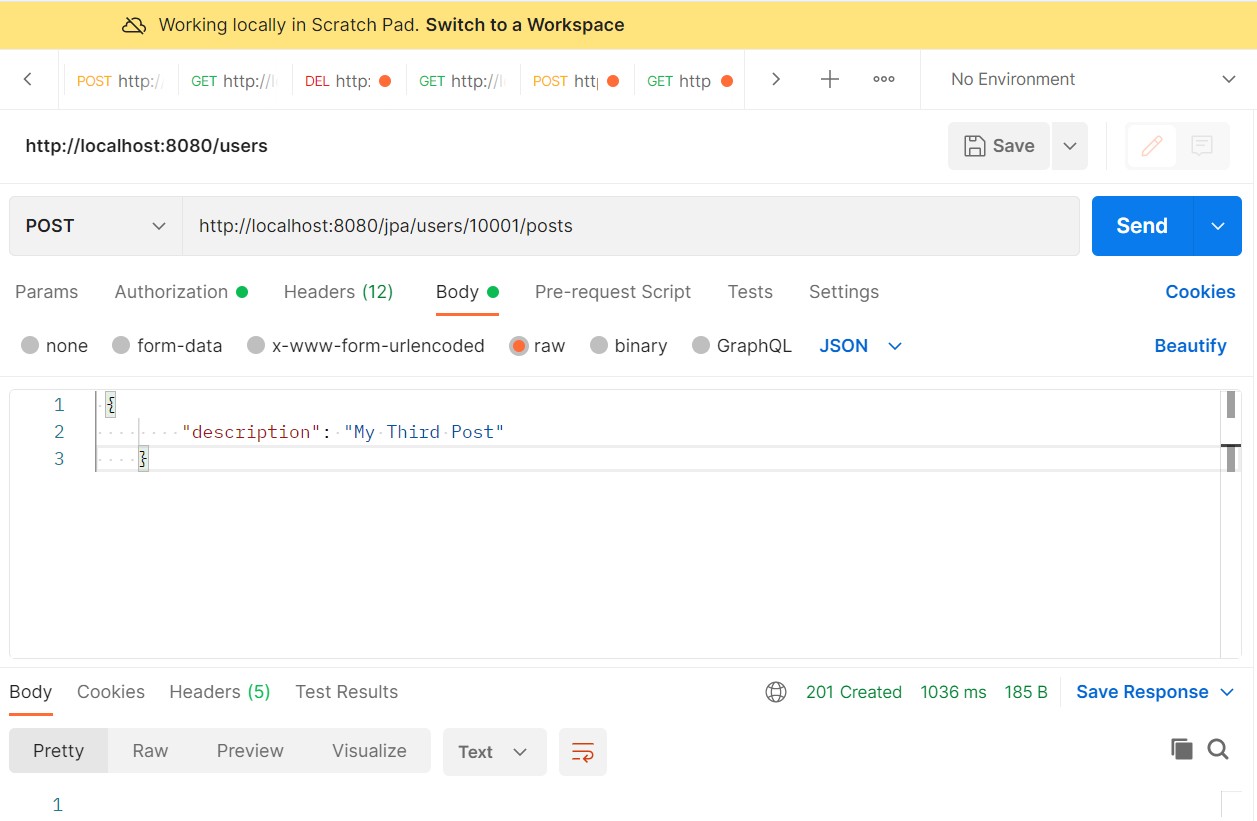 Working locally in Scratch Pad. Switch to a Workspace
POST http:/ GET http://l DEL http: GET http://l POST htt GET http No Environment
http://localhost:8080/users Save
POST http://localhost:8080/jpa/users/10001/posts Send
Params Authorization Headers (12) Body Pre-request Script Tests Settings Cookies
none form-data x-www-form-urlencoded raw binary GraphQL JSON Beautify
1 {
2 "description": "My Third Post"
3 }
Body Cookies Headers (5) Test Results 201 Created 1036 ms 185 B Save Response
Pretty Raw Preview Visualize Text
1